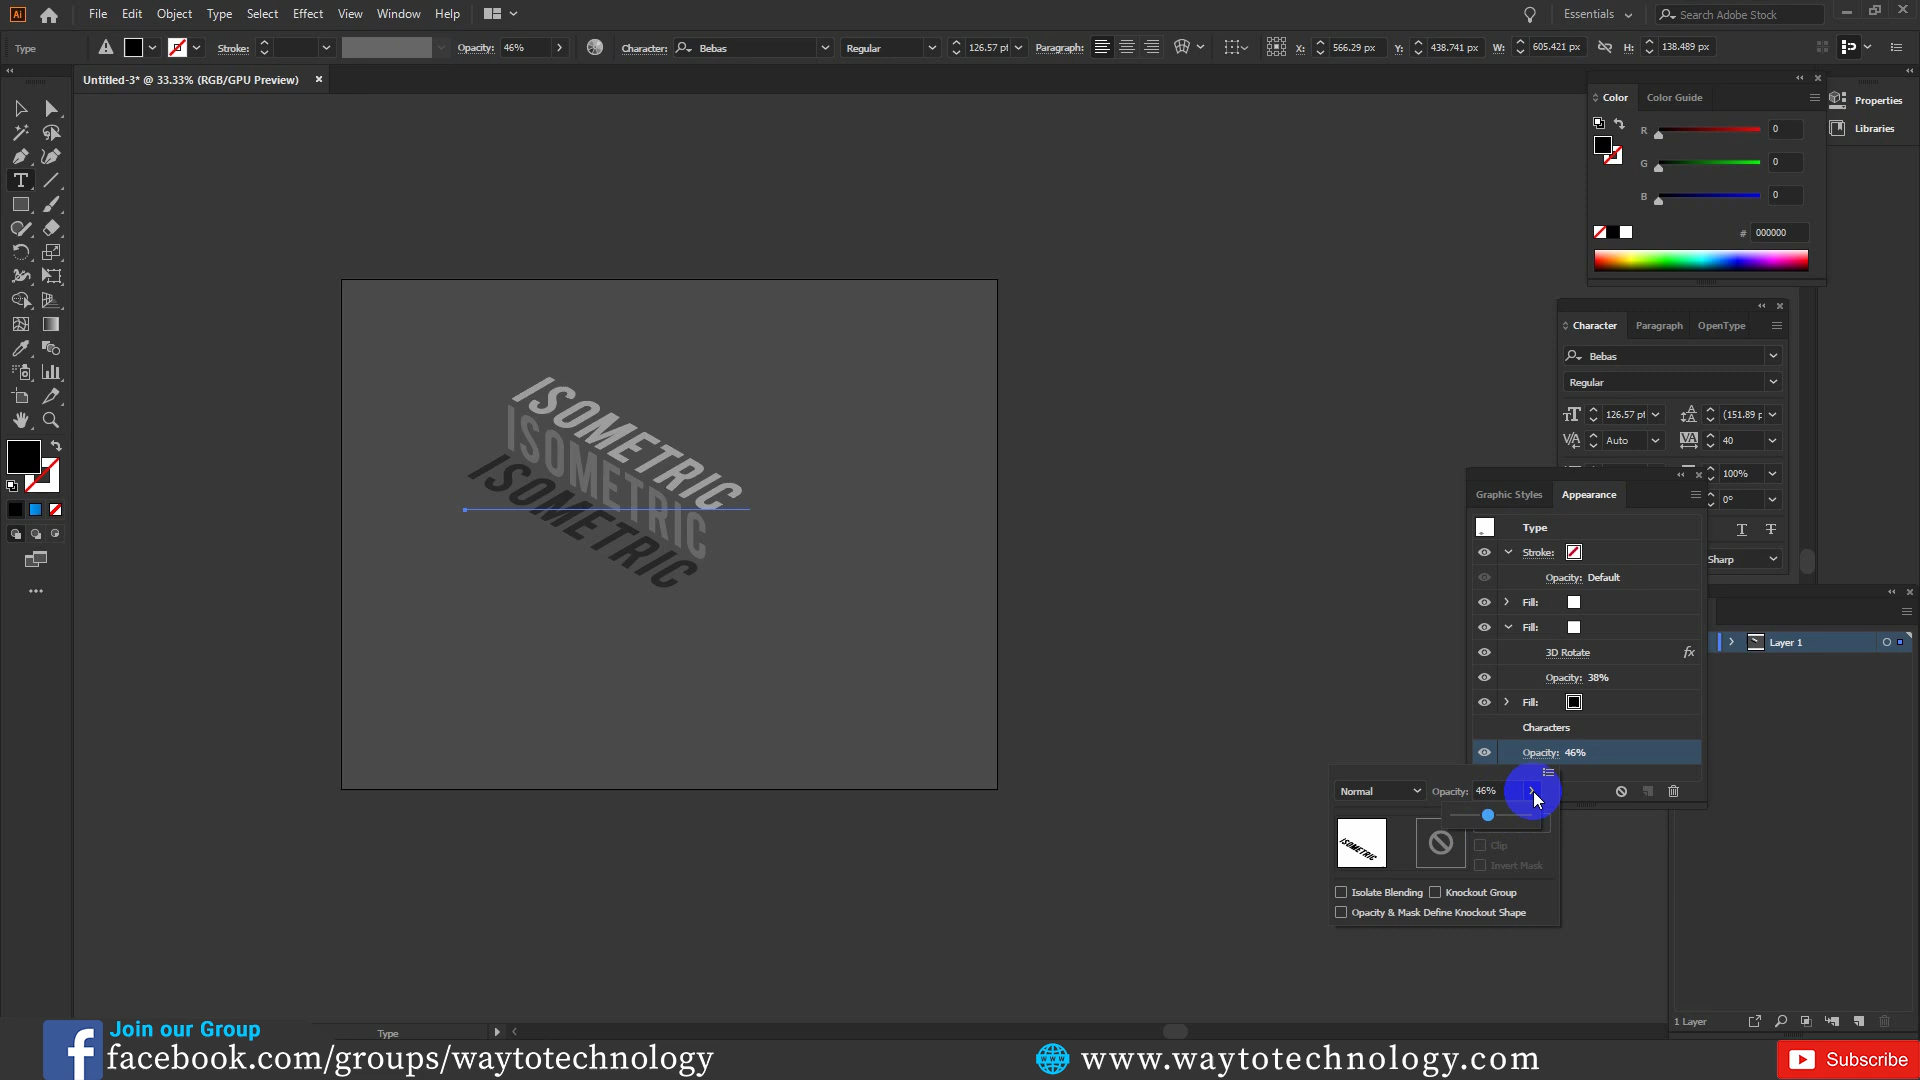 Ai File Edit Object Type Select Effect View Window Help Essentials Search Adobe Stock
Type Stroke: Opacity: 46% Character: Bebas Regular 126.57 pt Paragraph: X: 566.29 px Y: 438.741 px W: 605.421 px H: 138.489 px
Untitled-3* @ 33.33% (RGB/GPU Preview)
Color Color Guide
R 0
G 0
B 0
# 000000
Properties
Libraries
Character Paragraph OpenType
Bebas
Regular
126.57 pt (151.89 p
Auto 40
100%
0°
Sharp
ISOMETRIC
ISOMETRIC
ISOMETRIC
Graphic Styles Appearance
Type
Stroke:
Opacity: Default
Fill:
Fill:
3D Rotate fx
Opacity: 38%
Fill:
Characters
Opacity: 46%
Layer 1
Normal Opacity: 46%
ISOMETRIC
Clip
Invert Mask
Isolate Blending Knockout Group
Opacity & Mask Define Knockout Shape
1 Layer
Type
Join our Group
facebook.com/groups/waytotechnology
www.waytotechnology.com
Subscribe